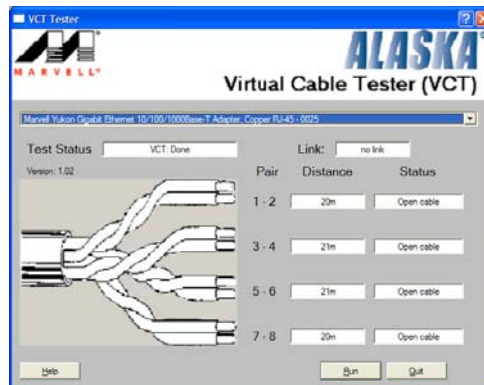 VCT Tester
MARVELL®
ALASKA®
Virtual Cable Tester (VCT)
Marvell Yukon Gigabit Ethernet 10/100/1000Base-T Adapter, Copper RJ-45 - 0025
Test Status VCT: Done Link: no link
Version: 1.02
Pair Distance Status
1 - 2 20m Open cable
3 - 4 21m Open cable
5 - 6 21m Open cable
7 - 8 20m Open cable
Help Run Quit